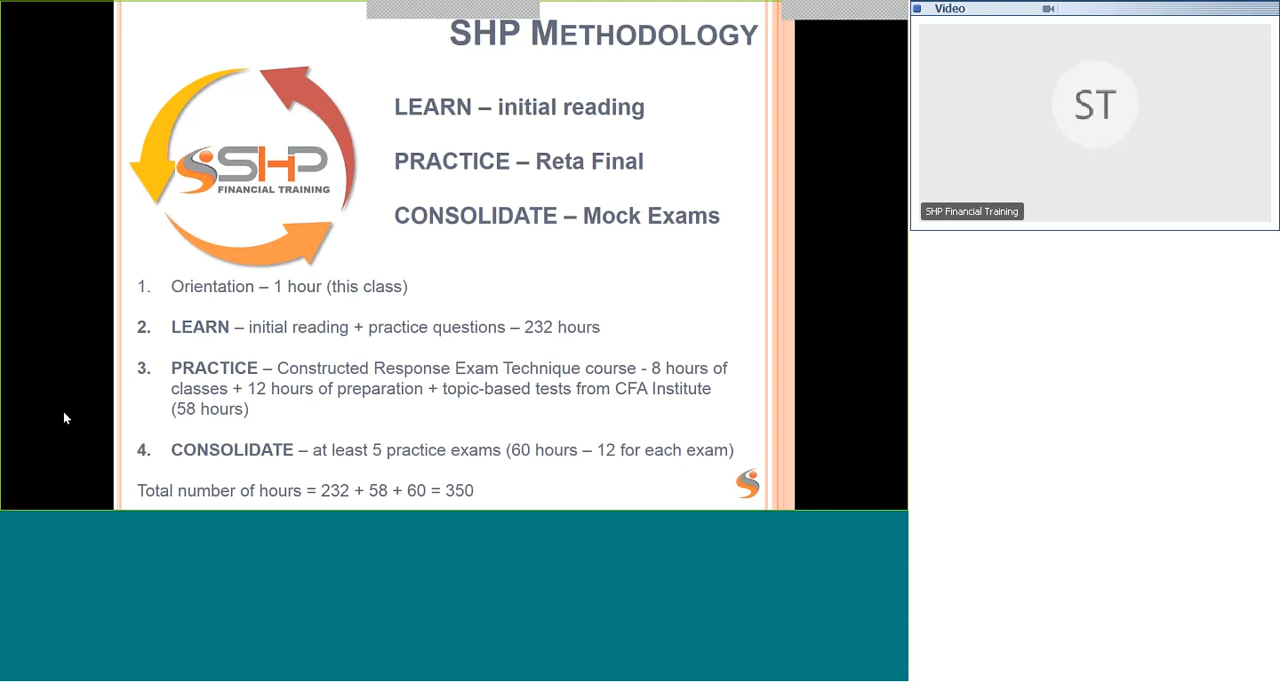 SHP METHODOLOGY
LEARN – initial reading
PRACTICE – Reta Final
CONSOLIDATE – Mock Exams
SHP
FINANCIAL TRAINING
1. Orientation – 1 hour (this class)
2. LEARN – initial reading + practice questions – 232 hours
3. PRACTICE – Constructed Response Exam Technique course - 8 hours of
classes + 12 hours of preparation + topic-based tests from CFA Institute
(58 hours)
4. CONSOLIDATE – at least 5 practice exams (60 hours – 12 for each exam)
Total number of hours = 232 + 58 + 60 = 350
Video
ST
SHP Financial Training